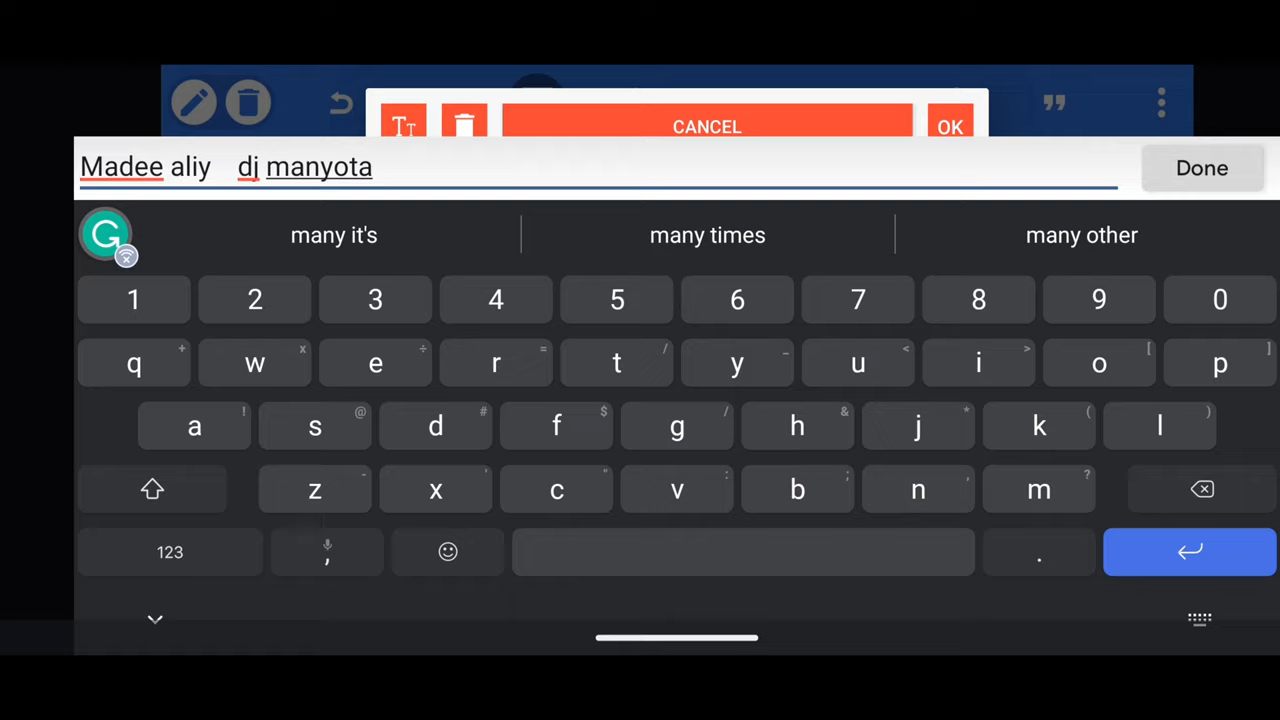 CANCEL
OK
Madee aliy    dj manyota
Done
many it's
many times
many other
1 2 3 4 5 6 7 8 9 0
q + w x e ÷ r = t / y _ u < i > o [ p ]
a ! s @ d # f $ g / h & j * k ( l )
z - x ' c " v : b ; n , m ?
123 , .